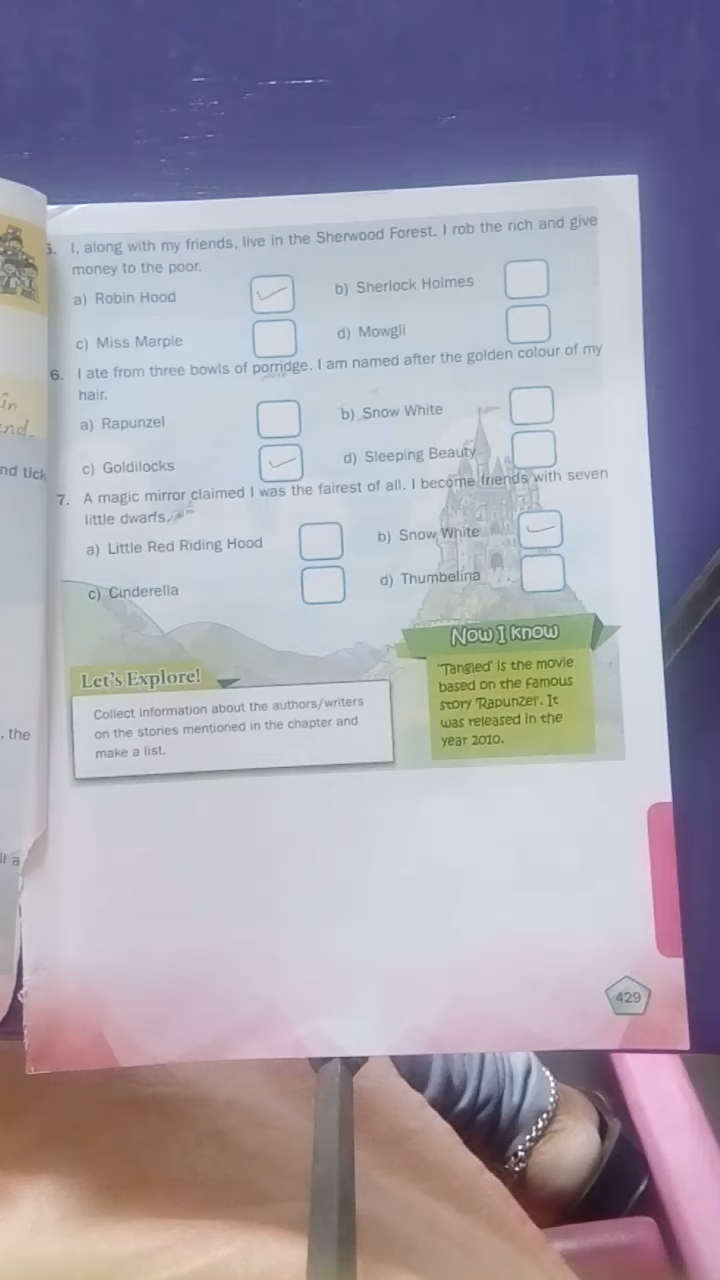 5. I, along with my friends, live in the Sherwood Forest. I rob the rich and give
money to the poor.
a) Robin Hood
b) Sherlock Holmes
c) Miss Marple
d) Mowgli
6. I ate from three bowls of porridge. I am named after the golden colour of my
hair.
a) Rapunzel
b) Snow White
c) Goldilocks
d) Sleeping Beauty
7. A magic mirror claimed I was the fairest of all. I become friends with seven
little dwarfs.
a) Little Red Riding Hood
b) Snow White
c) Cinderella
d) Thumbelina
Let's Explore!
Collect information about the authors/writers
on the stories mentioned in the chapter and
make a list.
Now I know
'Tangled' is the movie
based on the famous
story 'Rapunzel'. It
was released in the
year 2010.
429
in
nd.
nd tick
, the
ll a